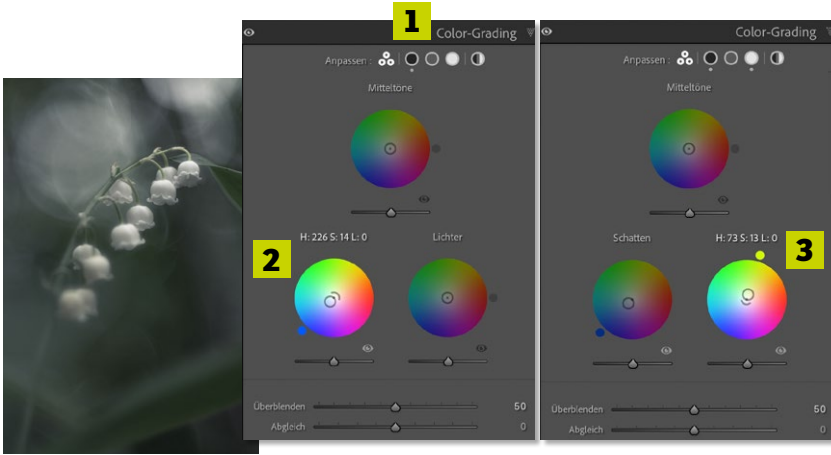 1
Color-Grading
Anpassen :
Mitteltöne
2
H: 226 S: 14 L: 0
Lichter
Überblenden
50
Abgleich
0
Color-Grading
Anpassen :
Mitteltöne
Schatten
H: 73 S: 13 L: 0
3
Überblenden
50
Abgleich
0